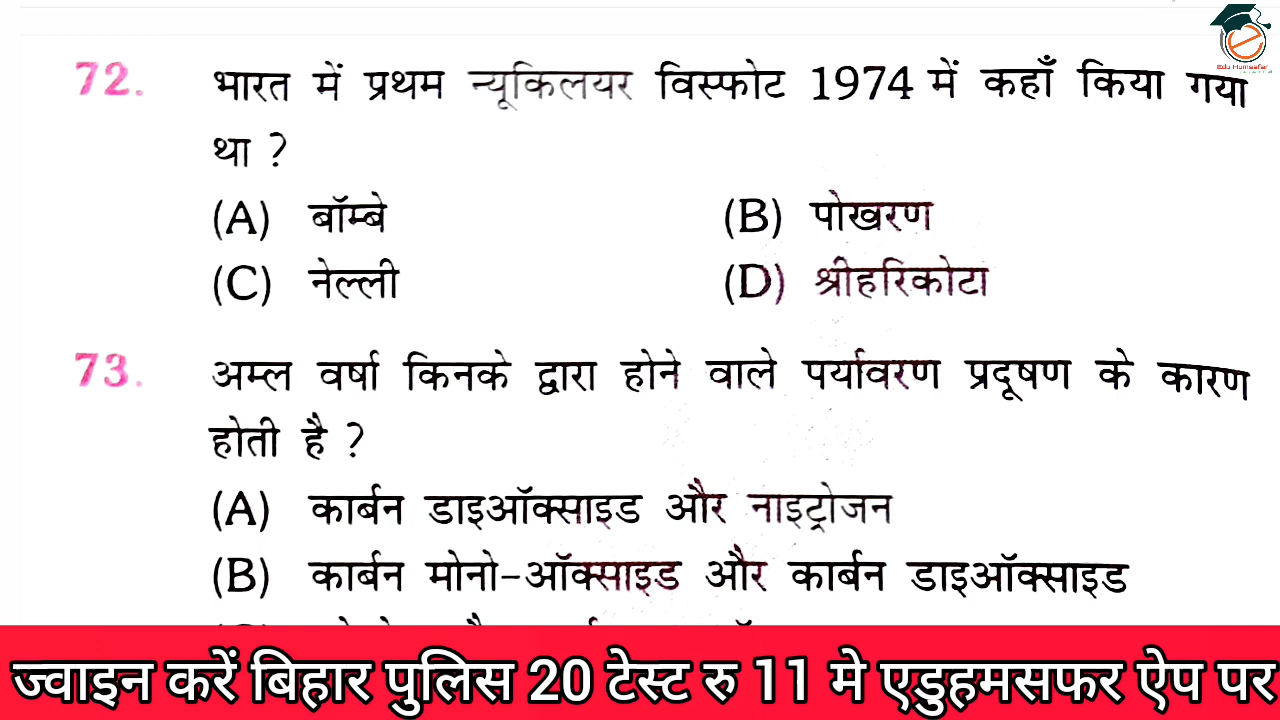 Edu Humsafar
72. भारत में प्रथम न्यूकिलयर विस्फोट 1974 में कहाँ किया गया
था ?
(A) बॉम्बे (B) पोखरण
(C) नेल्ली (D) श्रीहरिकोटा
73. अम्ल वर्षा किनके द्वारा होने वाले पर्यावरण प्रदूषण के कारण
होती है ?
(A) कार्बन डाइऑक्साइड और नाइट्रोजन
(B) कार्बन मोनो-ऑक्साइड और कार्बन डाइऑक्साइड
ज्वाइन करें बिहार पुलिस 20 टेस्ट रु 11 मे एडुहमसफर ऐप पर